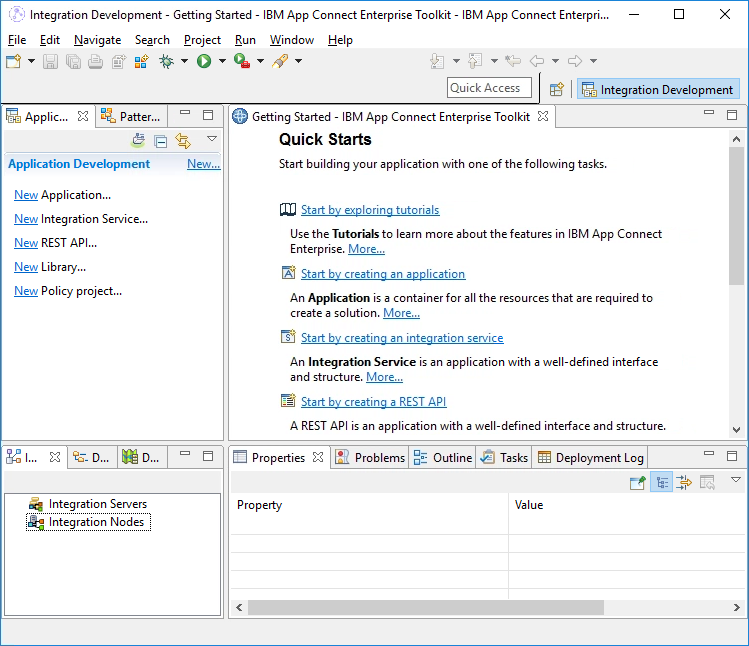 Integration Development - Getting Started - IBM App Connect Enterprise Toolkit - IBM App Connect Enterpri...
File Edit Navigate Search Project Run Window Help
Quick Access
Integration Development
Applic...
Patter...
Getting Started - IBM App Connect Enterprise Toolkit
Application Development
New...
New Application...
New Integration Service...
New REST API...
New Library...
New Policy project...
Quick Starts
Start building your application with one of the following tasks.
Start by exploring tutorials
Use the Tutorials to learn more about the features in IBM App Connect
Enterprise. More...
Start by creating an application
An Application is a container for all the resources that are required to
create a solution. More...
Start by creating an integration service
An Integration Service is an application with a well-defined interface
and structure. More...
Start by creating a REST API
A REST API is an application with a well-defined interface and structure.
I...
D...
D...
Integration Servers
Integration Nodes
Properties
Problems
Outline
Tasks
Deployment Log
Property
Value